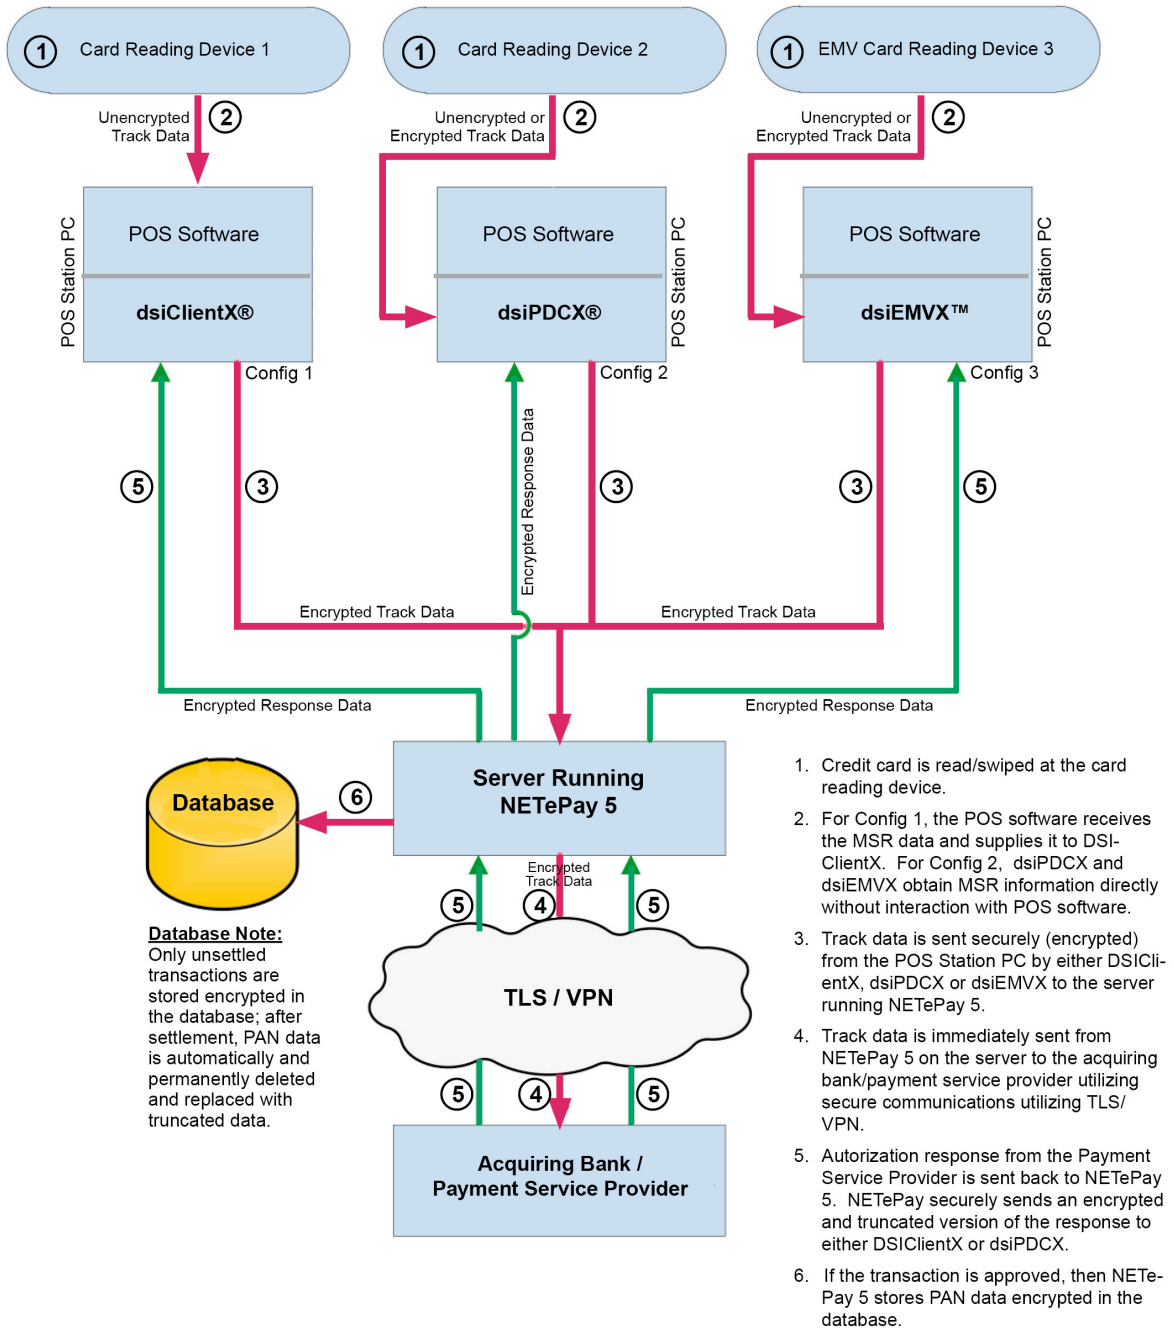 1 Card Reading Device 1
1 Card Reading Device 2
1 EMV Card Reading Device 3
Unencrypted
Track Data
2
Unencrypted or
Encrypted Track Data
2
Unencrypted or
Encrypted Track Data
2
POS Station PC
POS Software
dsiClientX®
Config 1
POS Software
dsiPDCX®
POS Station PC
Config 2
POS Software
dsiEMVX™
POS Station PC
Config 3
5
3
Encrypted Response Data
3
3
5
Encrypted Track Data
Encrypted Track Data
Encrypted Response Data
Encrypted Response Data
Server Running
NETePay 5
Database
6
Encrypted
Track Data
5
4
5
TLS / VPN
5
4
5
Acquiring Bank /
Payment Service Provider
Database Note:
Only unsettled
transactions are
stored encrypted in
the database; after
settlement, PAN data
is automatically and
permanently deleted
and replaced with
truncated data.
1. Credit card is read/swiped at the card
reading device.
2. For Config 1, the POS software receives
the MSR data and supplies it to DSI-
ClientX. For Config 2, dsiPDCX and
dsiEMVX obtain MSR information directly
without interaction with POS software.
3. Track data is sent securely (encrypted)
from the POS Station PC by either DSICli-
entX, dsiPDCX or dsiEMVX to the server
running NETePay 5.
4. Track data is immediately sent from
NETePay 5 on the server to the acquiring
bank/payment service provider utilizing
secure communications utilizing TLS/
VPN.
5. Autorization response from the Payment
Service Provider is sent back to NETePay
5. NETePay securely sends an encrypted
and truncated version of the response to
either DSIClientX or dsiPDCX.
6. If the transaction is approved, then NETe-
Pay 5 stores PAN data encrypted in the
database.